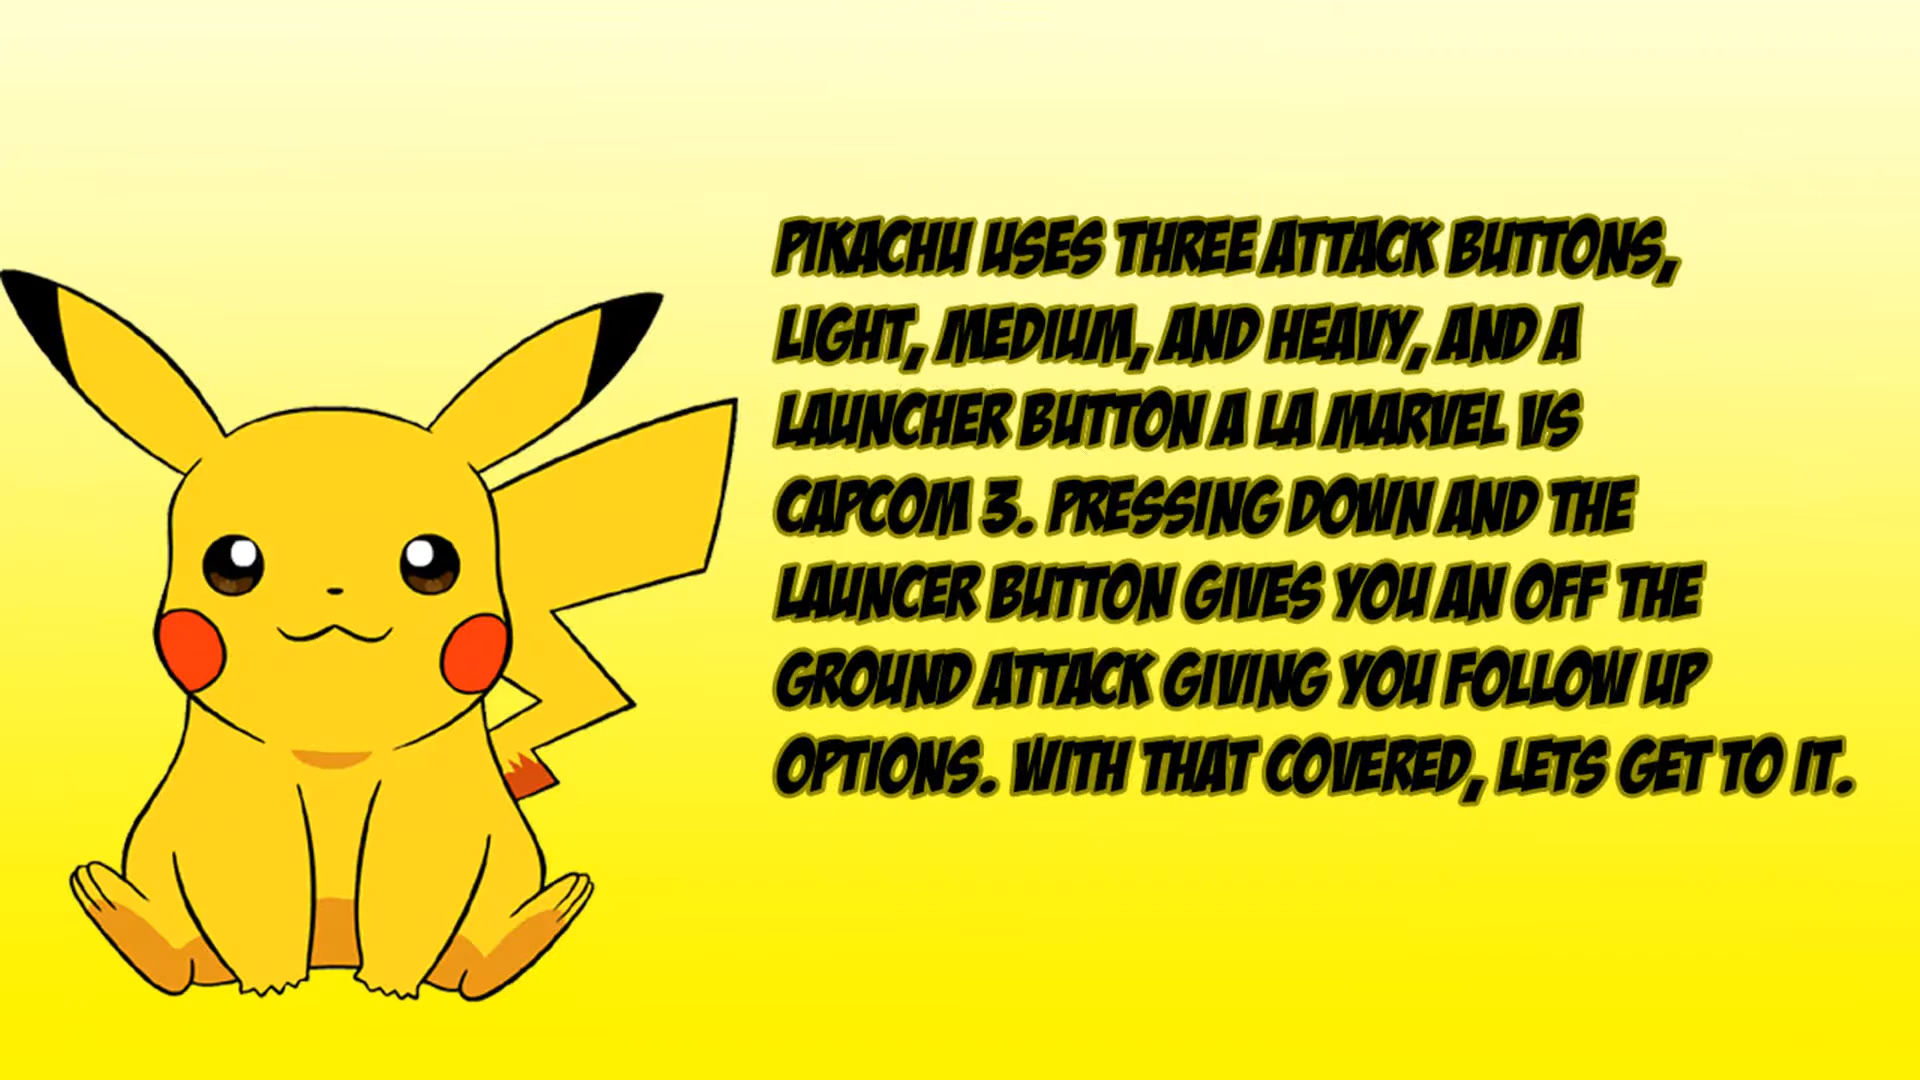 PIKACHU USES THREE ATTACK BUTTONS,
LIGHT, MEDIUM, AND HEAVY, AND A
LAUNCHER BUTTON A LA MARVEL VS
CAPCOM 3. PRESSING DOWN AND THE
LAUNCER BUTTON GIVES YOU AN OFF THE
GROUND ATTACK GIVING YOU FOLLOW UP
OPTIONS. WITH THAT COVERED, LETS GET TO IT.